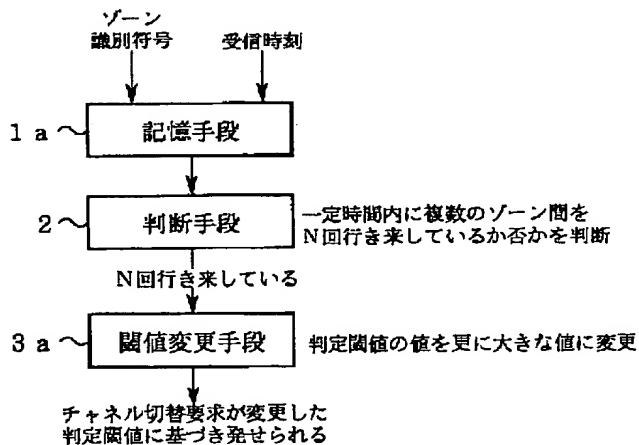 ゾーン
識別符号
受信時刻
1a
記憶手段
2
判断手段
一定時間内に複数のゾーン間を
N回行き来しているか否かを判断
N回行き来している
3a
閾値変更手段
判定閾値の値を更に大きな値に変更
チャネル切替要求が変更した
判定閾値に基づき発せられる